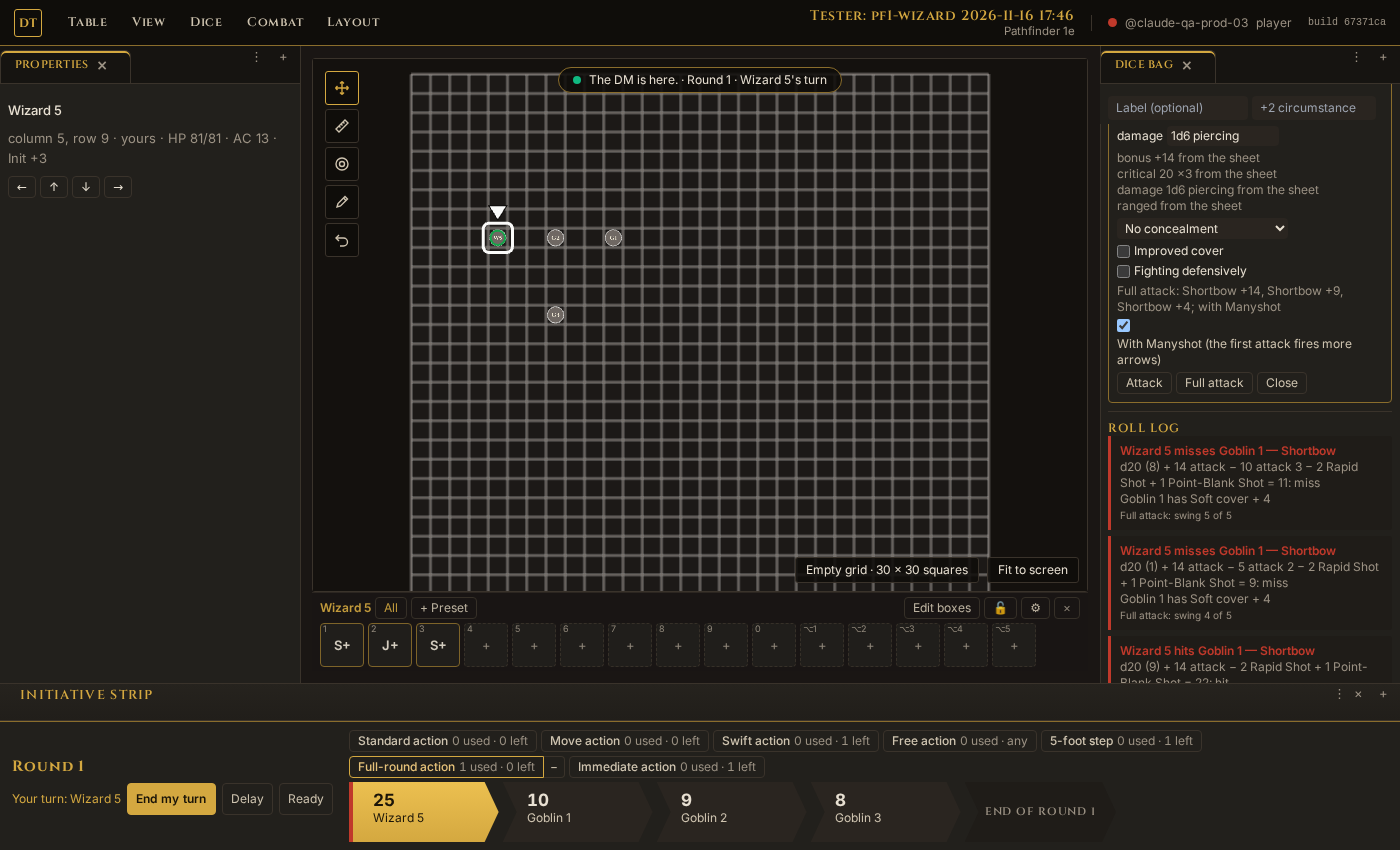 DT TABLE VIEW DICE COMBAT LAYOUT
TESTER: PF1-WIZARD 2026-11-16 17:46
Pathfinder 1e
@claude-qa-prod-03 player build 67371ca
PROPERTIES × ⋮ +
Wizard 5
column 5, row 9 · yours · HP 81/81 · AC 13 ·
Init +3
← ↑ ↓ →
The DM is here. · Round 1 · Wizard 5's turn
W5 G2 G1
G3
Empty grid · 30 × 30 squares Fit to screen
Wizard 5 All + Preset Edit boxes ×
1 2 3 4 5 6 7 8 9 0 ⌥1 ⌥2 ⌥3 ⌥4 ⌥5
S+ J+ S+ + + + + + + + + + + + +
DICE BAG × ⋮ +
Label (optional) +2 circumstance
damage 1d6 piercing
bonus +14 from the sheet
critical 20 ×3 from the sheet
damage 1d6 piercing from the sheet
ranged from the sheet
No concealment
Improved cover
Fighting defensively
Full attack: Shortbow +14, Shortbow +9,
Shortbow +4; with Manyshot
With Manyshot (the first attack fires more
arrows)
Attack Full attack Close
ROLL LOG
Wizard 5 misses Goblin 1 — Shortbow
d20 (8) + 14 attack − 10 attack 3 − 2 Rapid
Shot + 1 Point-Blank Shot = 11: miss
Goblin 1 has Soft cover + 4
Full attack: swing 5 of 5
Wizard 5 misses Goblin 1 — Shortbow
d20 (1) + 14 attack − 5 attack 2 − 2 Rapid Shot
+ 1 Point-Blank Shot = 9: miss
Goblin 1 has Soft cover + 4
Full attack: swing 4 of 5
Wizard 5 hits Goblin 1 — Shortbow
d20 (9) + 14 attack − 2 Rapid Shot + 1 Point-
Blank Shot = 22: hit
INITIATIVE STRIP ⋮ × +
ROUND 1
Your turn: Wizard 5 End my turn Delay Ready
Standard action 0 used · 0 left Move action 0 used · 0 left Swift action 0 used · 1 left Free action 0 used · any 5-foot step 0 used · 1 left
Full-round action 1 used · 0 left − Immediate action 0 used · 1 left
25 10 9 8
Wizard 5 Goblin 1 Goblin 2 Goblin 3 END OF ROUND 1